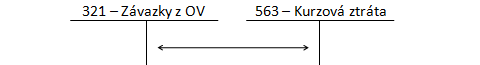 321 – Závazky z OV 563 – Kurzová ztráta